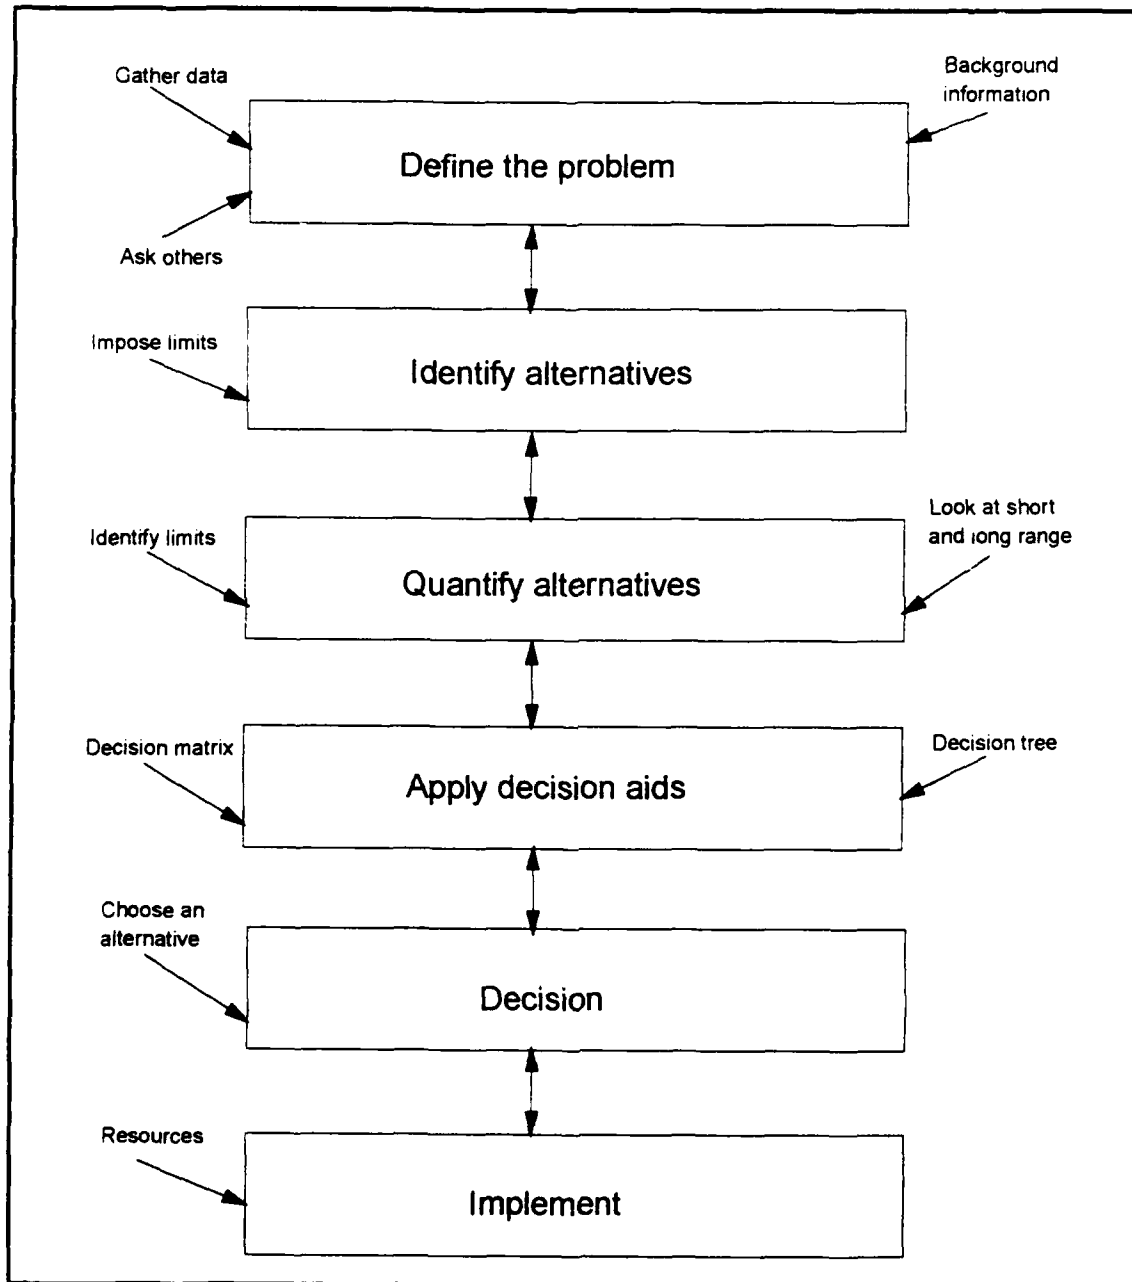 Gather data
Background
information
Define the problem
Ask others
Impose limits
Identify alternatives
Look at short
and long range
Identify limits
Quantify alternatives
Decision matrix
Decision tree
Apply decision aids
Choose an
alternative
Decision
Resources
Implement